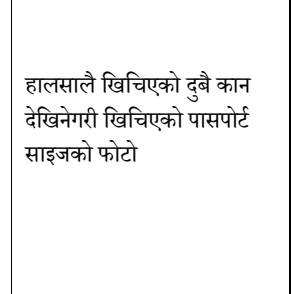 हालसालै खिचिएको दुबै कान
देखिनेगरी खिचिएको पासपोर्ट
साइजको फोटो